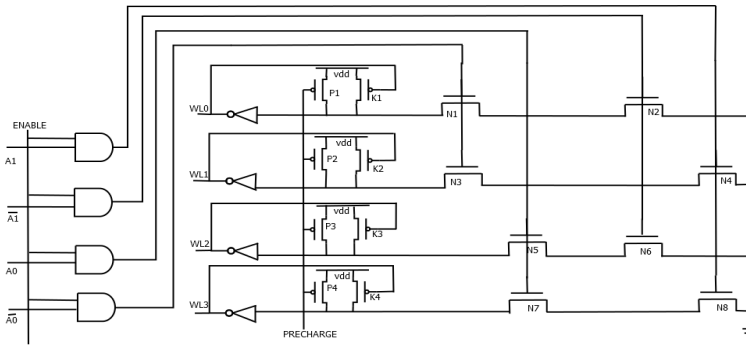 vdd
P1
K1
WL0
N1
N2
ENABLE
vdd
P2
K2
A1
WL1
N3
N4
vdd
P3
K3
A1
WL2
N5
N6
A0
vdd
P4
K4
WL3
N7
N8
A0
PRECHARGE